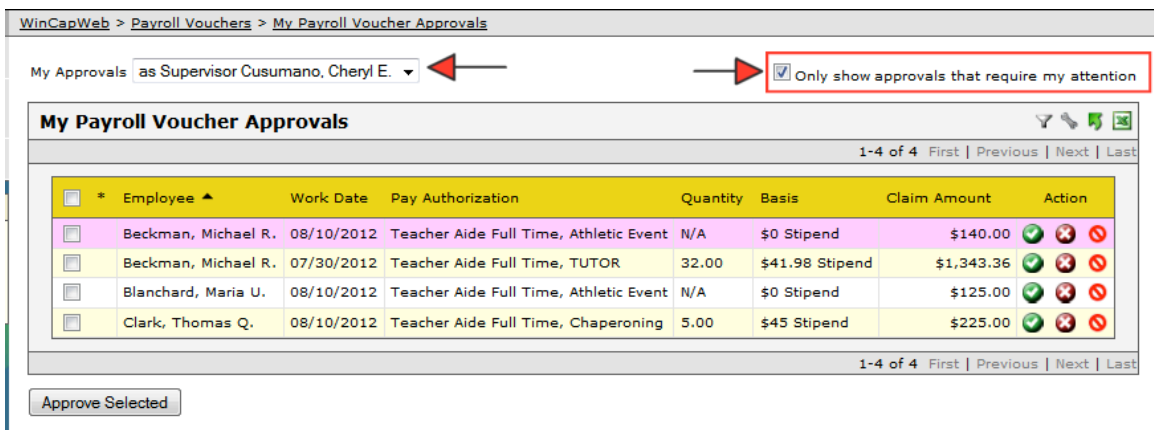 WinCapWeb > Payroll Vouchers > My Payroll Voucher Approvals
My Approvals as Supervisor Cusumano, Cheryl E. Only show approvals that require my attention
My Payroll Voucher Approvals
1-4 of 4 First | Previous | Next | Last
* Employee Work Date Pay Authorization Quantity Basis Claim Amount Action
Beckman, Michael R. 08/10/2012 Teacher Aide Full Time, Athletic Event N/A $0 Stipend $140.00
Beckman, Michael R. 07/30/2012 Teacher Aide Full Time, TUTOR 32.00 $41.98 Stipend $1,343.36
Blanchard, Maria U. 08/10/2012 Teacher Aide Full Time, Athletic Event N/A $0 Stipend $125.00
Clark, Thomas Q. 08/10/2012 Teacher Aide Full Time, Chaperoning 5.00 $45 Stipend $225.00
1-4 of 4 First | Previous | Next | Last
Approve Selected